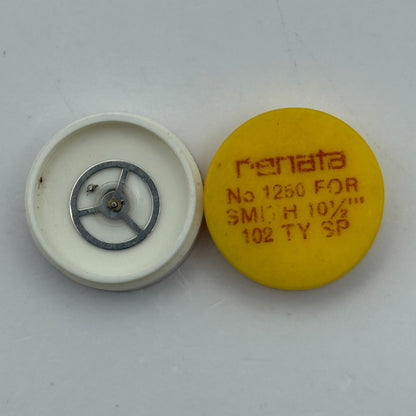 renata
No 1250 FOR
SMITH 10½'''
102 TY SP